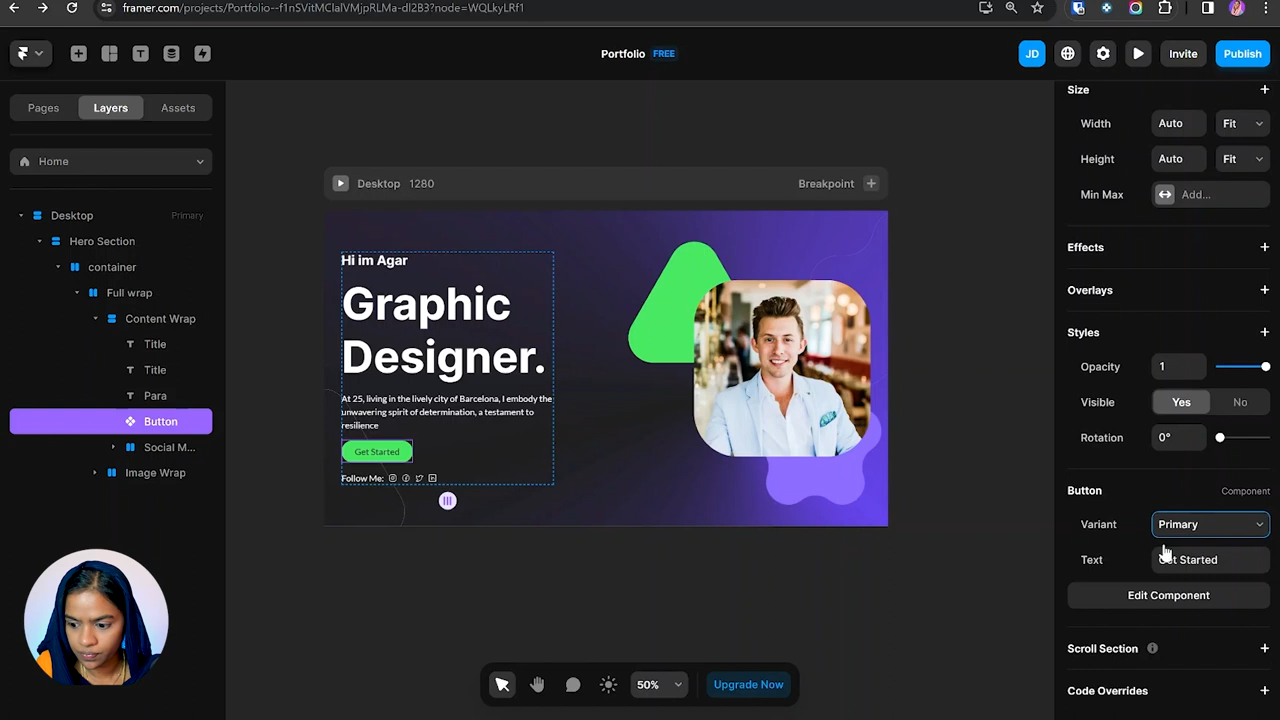 framer.com/projects/Portfolio--f1nSVitMClalVMjpRLMa-dl2B3?node=WQLkyLRf1
Portfolio FREE
JD
Invite
Publish
Pages
Layers
Assets
Home
Desktop Primary
Hero Section
container
Full wrap
Content Wrap
Title
Title
Para
Button
Social M...
Image Wrap
Desktop 1280
Breakpoint
Hi im Agar
Graphic
Designer.
At 25, living in the lively city of Barcelona, I embody the
unwavering spirit of determination, a testament to
resilience
Get Started
Follow Me:
50%
Upgrade Now
Size
Width Auto Fit
Height Auto Fit
Min Max Add...
Effects
Overlays
Styles
Opacity 1
Visible Yes No
Rotation 0°
Button Component
Variant Primary
Text Get Started
Edit Component
Scroll Section
Code Overrides